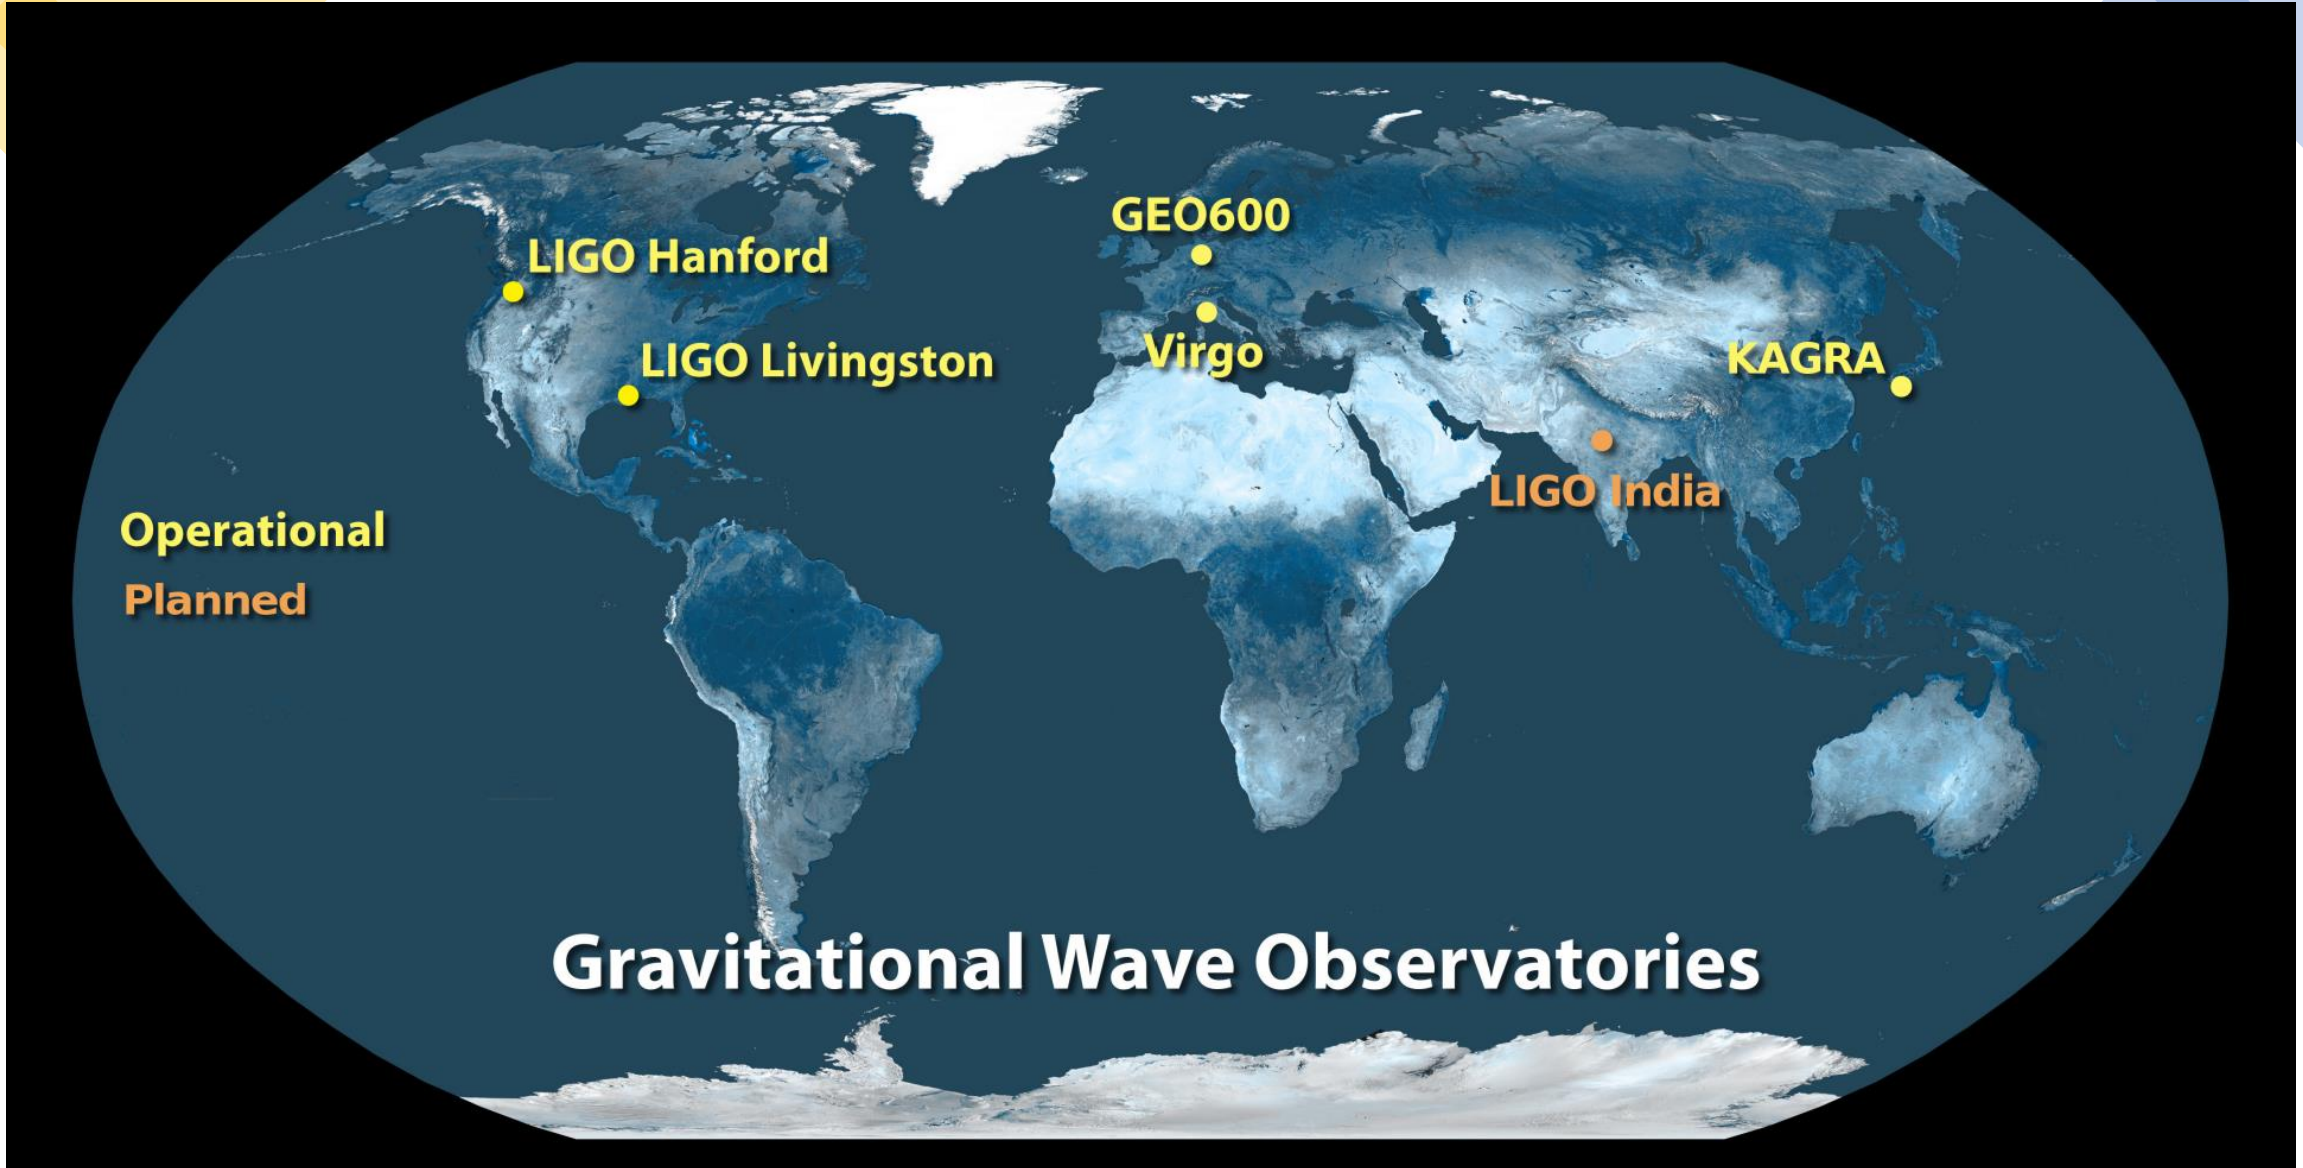 GEO600
LIGO Hanford
LIGO Livingston
Virgo
KAGRA
LIGO India
Operational
Planned
Gravitational Wave Observatories